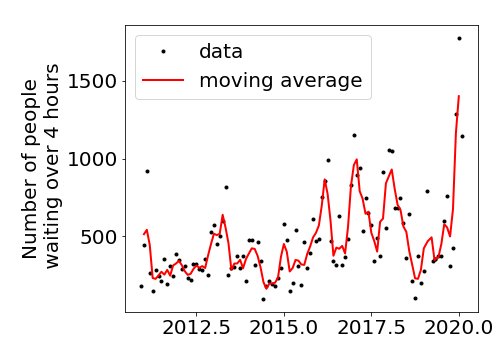 data
moving average
Number of people
waiting over 4 hours
1500
1000
500
2012.5
2015.0
2017.5
2020.0